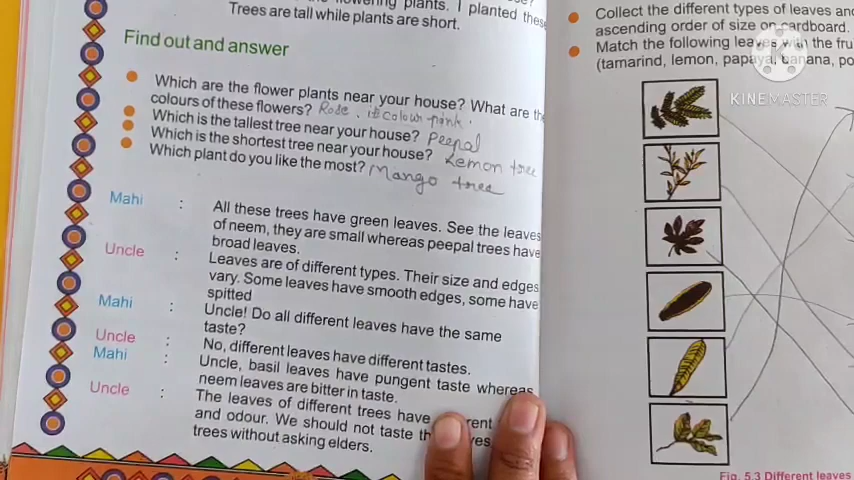 flowering plants. I planted these
Trees are tall while plants are short.
Find out and answer
Which are the flower plants near your house? What are the
colours of these flowers? Rose. it colour pink.
Which is the tallest tree near your house? Peepal
Which is the shortest tree near your house? Lemon tree
Which plant do you like the most? Mango tree
Mahi : All these trees have green leaves. See the leaves
of neem, they are small whereas peepal trees have
broad leaves.
Uncle : Leaves are of different types. Their size and edges
vary. Some leaves have smooth edges, some have
spitted
Mahi : Uncle! Do all different leaves have the same
taste?
Uncle : No, different leaves have different tastes.
Mahi : Uncle, basil leaves have pungent taste whereas
neem leaves are bitter in taste.
Uncle : The leaves of different trees have
and odour. We should not taste
trees without asking elders.
Collect the different types of leaves and
ascending order of size on cardboard.
Match the following leaves with the
(tamarind, lemon, papaya, banana,
KINEMASTER
Fig. 5.3 Different leaves